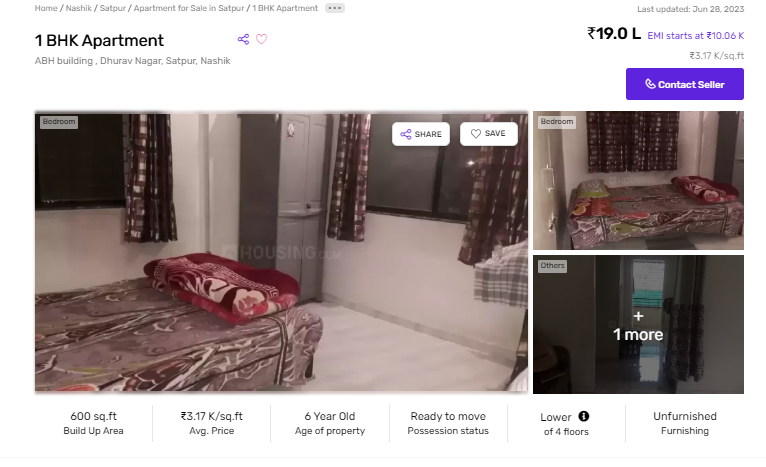 Home / Nashik / Satpur / Apartment for Sale in Satpur / 1 BHK Apartment
Last updated: Jun 28, 2023
1 BHK Apartment
₹19.0 L EMI starts at ₹10.06 K
ABH building , Dhurav Nagar, Satpur, Nashik
₹3.17 K/sq.ft
Contact Seller
Bedroom
SHARE
SAVE
Bedroom
HOUSING.COM
Others
+
1 more
600 sq.ft
Build Up Area
₹3.17 K/sq.ft
Avg. Price
6 Year Old
Age of property
Ready to move
Possession status
Lower
of 4 floors
Unfurnished
Furnishing